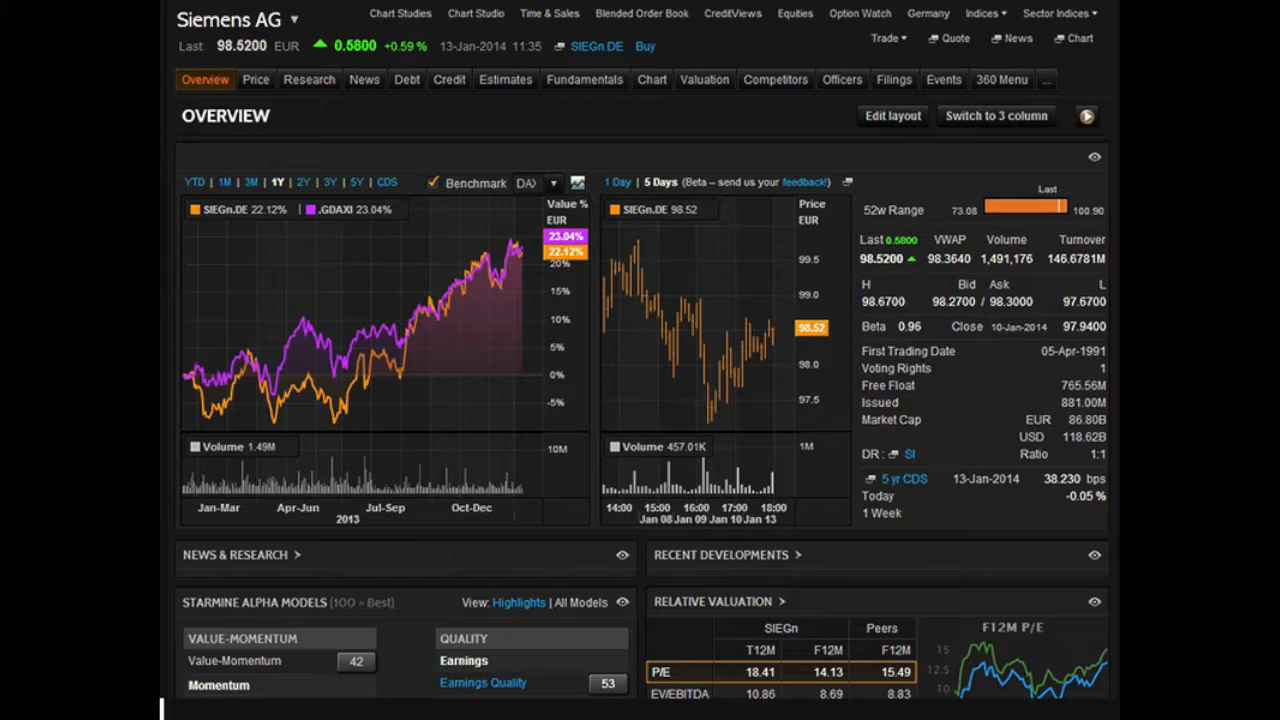 Siemens AG ▼
Chart Studies Chart Studio Time & Sales Blended Order Book CreditViews Equities Option Watch Germany Indices Sector Indices
Last 98.5200 EUR 0.5800 +0.59 % 13-Jan-2014 11:35 SIEGn.DE Buy
Trade Quote News Chart
Overview Price Research News Debt Credit Estimates Fundamentals Chart Valuation Competitors Officers Filings Events 360 Menu ...
OVERVIEW
Edit layout Switch to 3 column
YTD | 1M | 3M | 1Y | 2Y | 3Y | 5Y | CDS
Benchmark .DA)
SIEGn.DE 22.12% | .GDAXI 23.04%
Value %
EUR
23.04%
22.12%
20%
15%
10%
5%
0%
-5%
Volume 1.49M
10M
Jan-Mar Apr-Jun Jul-Sep Oct-Dec
2013
1 Day | 5 Days (Beta – send us your feedback!)
SIEGn.DE 98.52
Price
EUR
99.5
99.0
98.52
98.0
97.5
Volume 457.01K
1M
14:00 15:00 16:00 17:00 18:00
Jan 08 Jan 09 Jan 10 Jan 13
Last
52w Range 73.08 100.90
Last 0.5800 VWAP Volume Turnover
98.5200 98.3640 1,491,176 146.6781M
H Bid Ask L
98.6700 98.2700 / 98.3000 97.6700
Beta 0.96 Close 10-Jan-2014 97.9400
First Trading Date 05-Apr-1991
Voting Rights 1
Free Float 765.56M
Issued 881.00M
Market Cap EUR 86.80B
USD 118.62B
DR : SI Ratio 1:1
5 yr CDS 13-Jan-2014 38.230 bps
Today -0.05 %
1 Week
NEWS & RESEARCH >
RECENT DEVELOPMENTS >
STARMINE ALPHA MODELS (100 = Best)
View: Highlights | All Models
VALUE-MOMENTUM
Value-Momentum 42
Momentum
QUALITY
Earnings
Earnings Quality 53
RELATIVE VALUATION >
SIEGn Peers
T12M F12M F12M
P/E 18.41 14.13 15.49
EV/EBITDA 10.86 8.69 8.83
F12M P/E
15
12.5
10